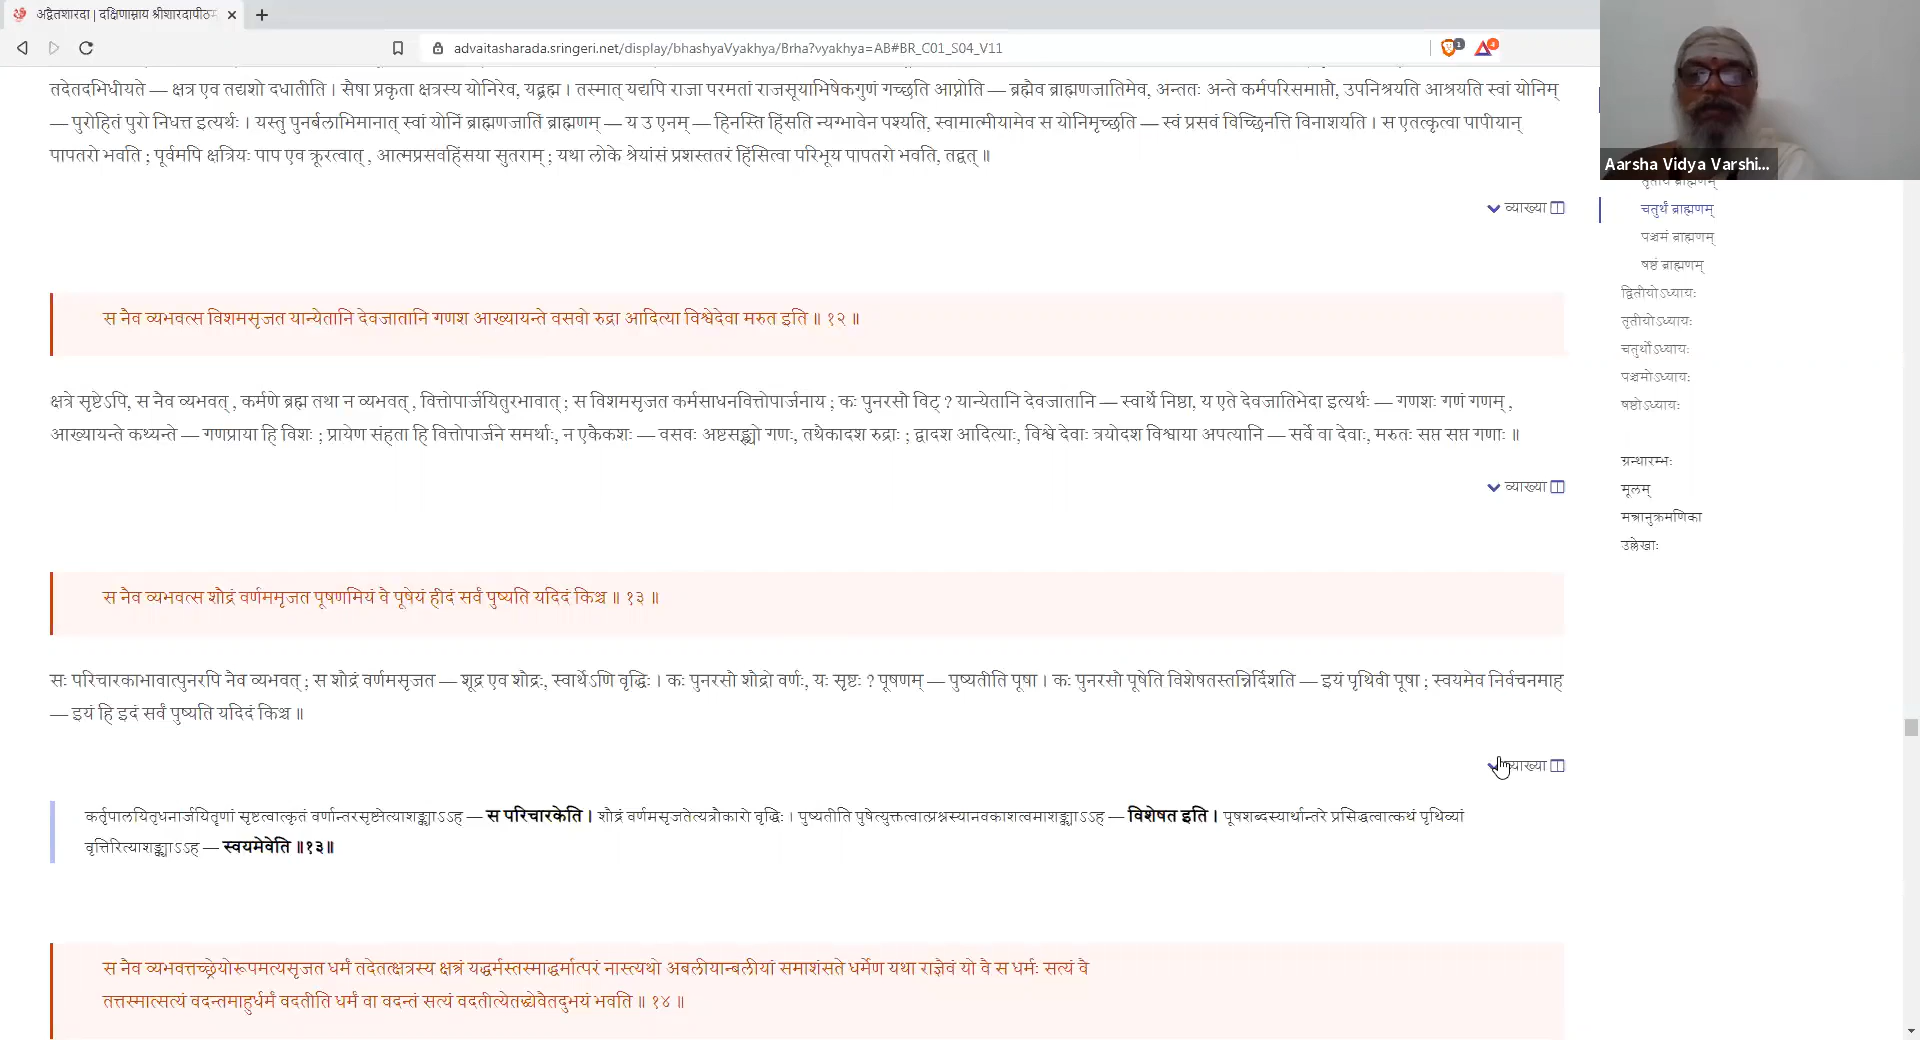 अद्वैतशारदा | दक्षिणाम्नाय श्रीशारदापीठम
advaitasharada.sringeri.net/display/bhashyaVyakhya/Brha?vyakhya=AB#BR_C01_S04_V11
1
4
तदेतदभिधीयते — क्षत्र एव तद्यशो दधातीति । सैषा प्रकृता क्षत्रस्य योनिरेव, यद्ब्रह्म । तस्मात् यद्यपि राजा परमतां राजसूयाभिषेकगुणं गच्छति आप्नोति — ब्रह्मैव ब्राह्मणजातिमेव, अन्ततः अन्ते कर्मपरिसमाप्तौ, उपनिश्रयति आश्रयति स्वां योनिम्
— पुरोहितं पुरो निधत्त इत्यर्थः । यस्तु पुनर्बलाभिमानात् स्वां योनिं ब्राह्मणजातिं ब्राह्मणम् — य उ एनम् — हिनस्ति हिंसति न्यग्भावेन पश्यति, स्वामात्मीयामेव स योनिमृच्छति — स्वं प्रसवं विच्छिनत्ति विनाशयति । स एतत्कृत्वा पापीयान्
पापतरो भवति ; पूर्वमपि क्षत्रियः पाप एव क्रूरत्वात् , आत्मप्रसवहिंसया सुतराम् ; यथा लोके श्रेयांसं प्रशस्ततरं हिंसित्वा परिभूय पापतरो भवति, तद्वत् ॥
व्याख्या
स नैव व्यभवत्स विशमसृजत यान्येतानि देवजातानि गणश आख्यायन्ते वसवो रुद्रा आदित्या विश्वेदेवा मरुत इति ॥ १२ ॥
क्षत्रे सृष्टेऽपि, स नैव व्यभवत् , कर्मणे ब्रह्म तथा न व्यभवत् , वित्तोपार्जयितुरभावात् ; स विशमसृजत कर्मसाधनवित्तोपार्जनाय ; कः पुनरसौ विट् ? यान्येतानि देवजातानि — स्वार्थे निष्ठा, य एते देवजातिभेदा इत्यर्थः — गणशः गणं गणम् ,
आख्यायन्ते कथ्यन्ते — गणप्राया हि विशः ; प्रायेण संहता हि वित्तोपार्जने समर्थाः, न एकैकशः — वसवः अष्टसङ्ख्यो गणः, तथैकादश रुद्राः ; द्वादश आदित्याः, विश्वे देवाः त्रयोदश विश्वाया अपत्यानि — सर्वे वा देवाः, मरुतः सप्त सप्त गणाः ॥
व्याख्या
स नैव व्यभवत्स शौद्रं वर्णमसृजत पूषणमियं वै पूषेयं हीदं सर्वं पुष्यति यदिदं किञ्च ॥ १३ ॥
सः परिचारकाभावात्पुनरपि नैव व्यभवत् ; स शौद्रं वर्णमसृजत — शूद्र एव शौद्रः, स्वार्थेऽणि वृद्धिः । कः पुनरसौ शौद्रो वर्णः, यः सृष्टः ? पूषणम् — पुष्यतीति पूषा । कः पुनरसौ पूषेति विशेषतस्तन्निर्दिशति — इयं पृथिवी पूषा ; स्वयमेव निर्वचनमाह
— इयं हि इदं सर्वं पुष्यति यदिदं किञ्च ॥
कर्तृपालयितृधनार्जयितॄणां सृष्टत्वात्कृतं वर्णान्तरसृष्ट्येत्याशङ्क्याऽऽह — स परिचारकेति । शौद्रं वर्णमसृजतेत्यत्रौकारो वृद्धिः । पुष्यतीति पुषेत्युक्तत्वात्प्रश्नस्यानवकाशत्वमाशङ्क्याऽऽह — विशेषत इति । पूषशब्दस्यार्थान्तरे प्रसिद्धत्वात्कथं पृथिव्यां
वृत्तिरित्याशङ्क्याऽऽह — स्वयमेवेति ॥१३॥
स नैव व्यभवत्तच्छ्रेयोरूपमत्यसृजत धर्मं तदेतत्क्षत्रस्य क्षत्त्रं यद्धर्मस्तस्माद्धर्मात्परं नास्त्यथो अबलीयान्बलीयांसमाशंसते धर्मेण यथा राज्ञैवं यो वै स धर्मः सत्यं वै
तत्तस्मात्सत्यं वदन्तमाहुर्धर्मं वदतीति धर्मं वा वदन्तं सत्यं वदतीत्येतद्ध्येवैतदुभयं भवति ॥ १४ ॥
Aarsha Vidya Varshi...
तृतीयं ब्राह्मणम्
चतुर्थं ब्राह्मणम्
पञ्चमं ब्राह्मणम्
षष्ठं ब्राह्मणम्
द्वितीयोऽध्यायः
तृतीयोऽध्यायः
चतुर्थोऽध्यायः
पञ्चमोऽध्यायः
षष्ठोऽध्यायः
ग्रन्थारम्भः
मूलम्
मन्त्रानुक्रमणिका
उल्लेखाः